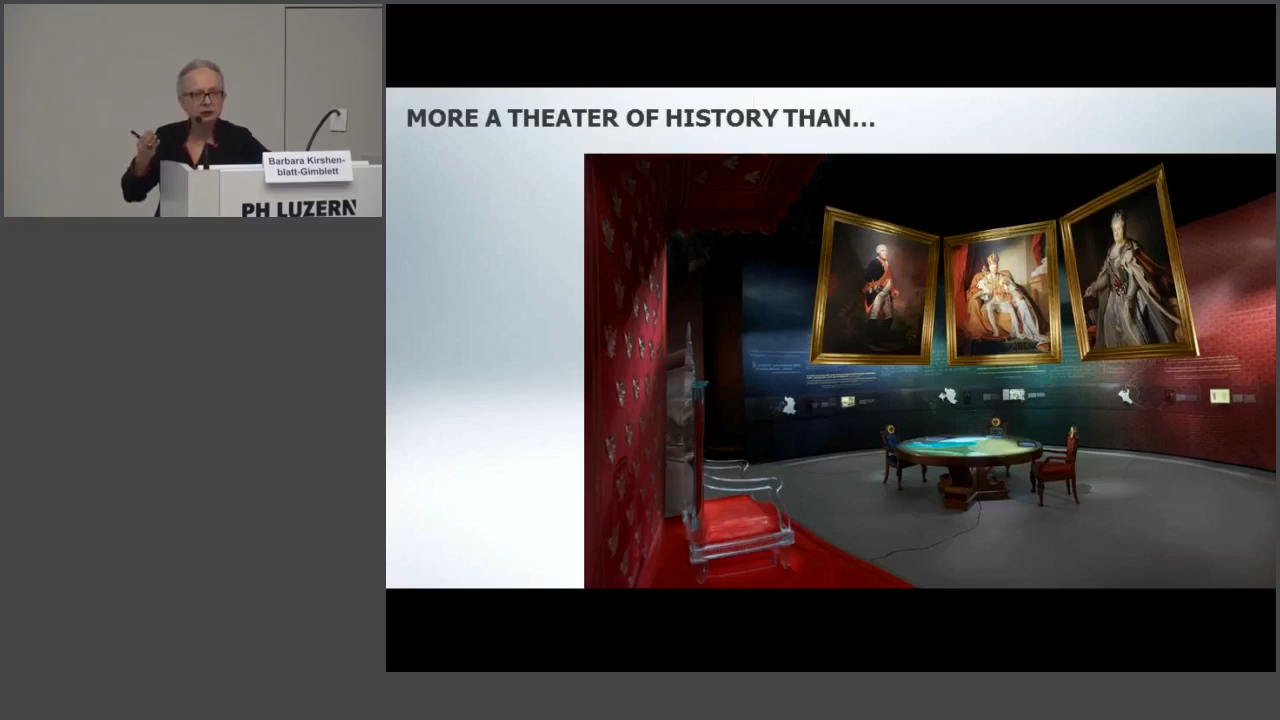 MORE A THEATER OF HISTORY THAN...
Barbara Kirshen-
blatt-Gimblett
PH LUZERN